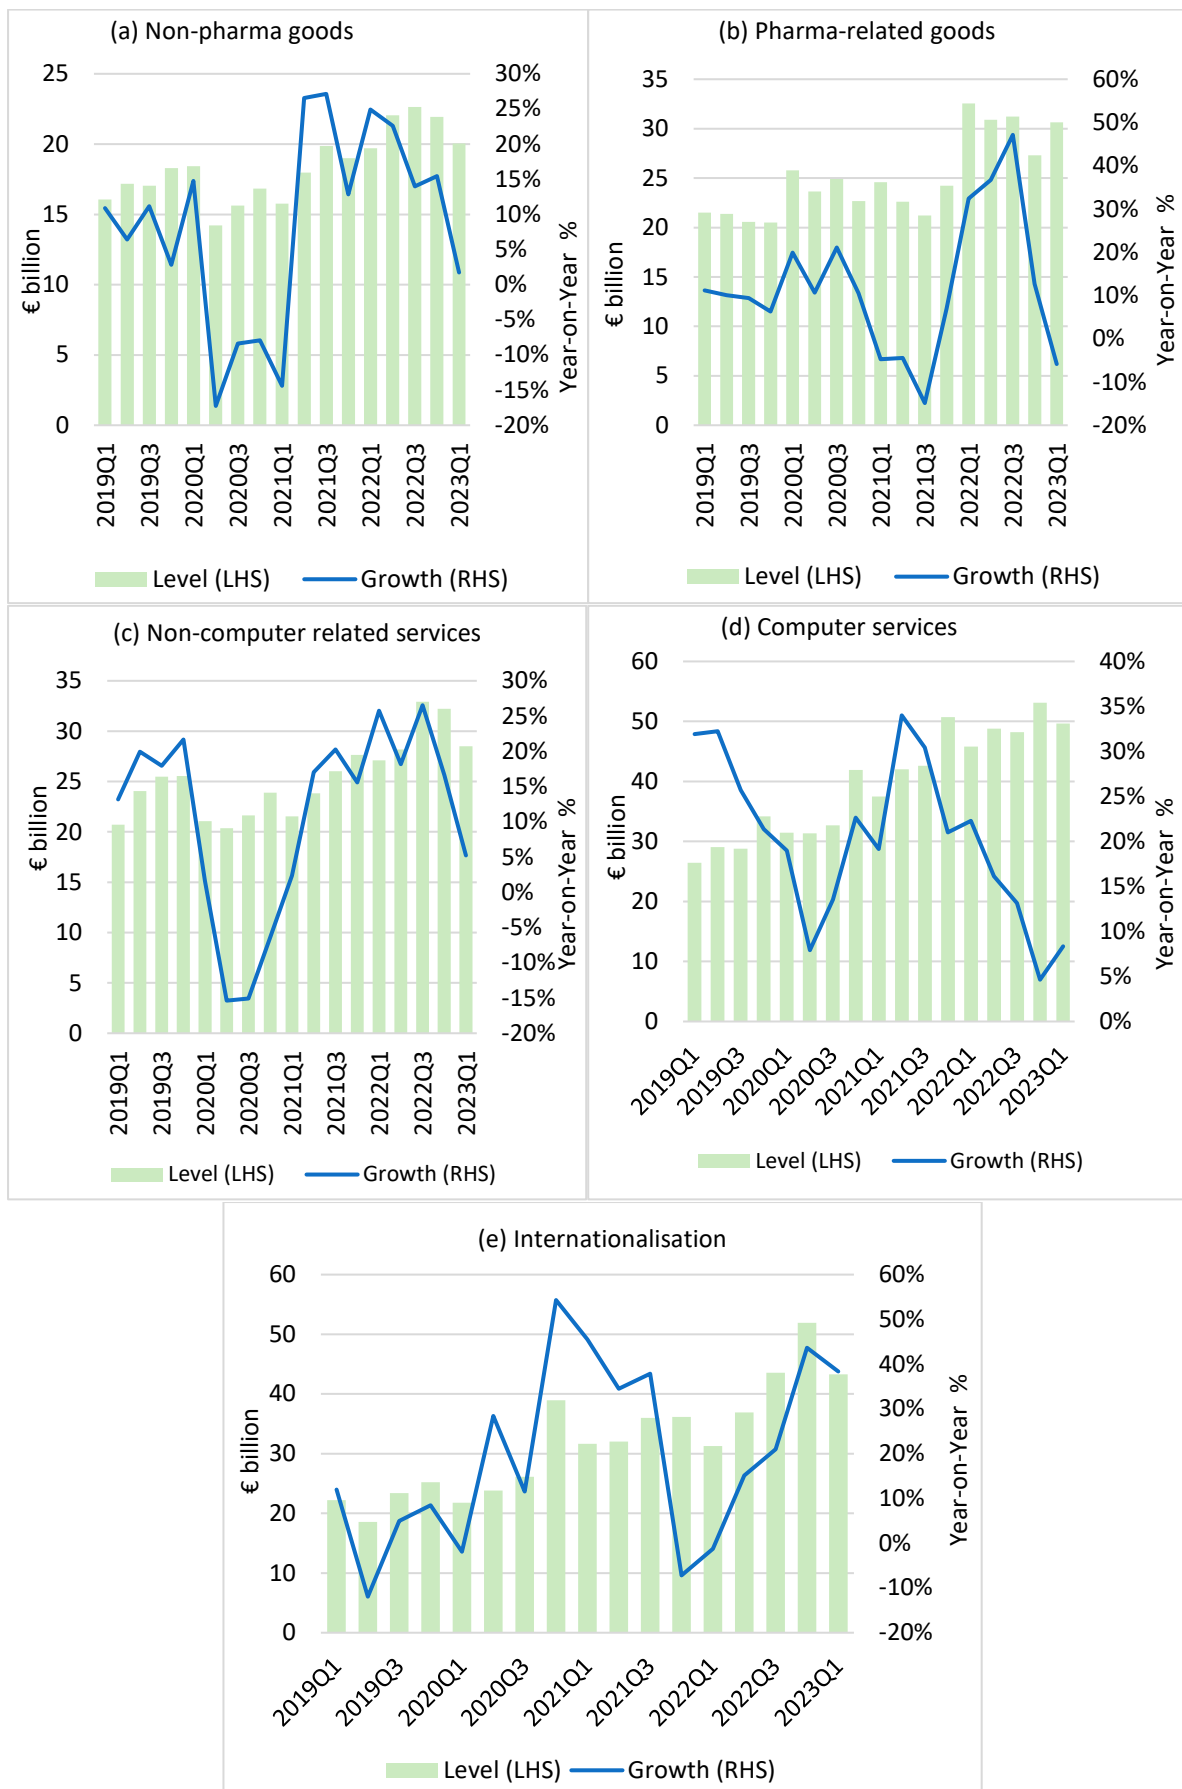 (a) Non-pharma goods
25
20
15
10
5
0
€ billion
30%
25%
20%
15%
10%
5%
0%
-5%
-10%
-15%
-20%
Year-on-Year %
2019Q1
2019Q3
2020Q1
2020Q3
2021Q1
2021Q3
2022Q1
2022Q3
2023Q1
Level (LHS)
Growth (RHS)
(b) Pharma-related goods
35
30
25
20
15
10
5
0
€ billion
60%
50%
40%
30%
20%
10%
0%
-10%
-20%
Year-on-Year %
2019Q1
2019Q3
2020Q1
2020Q3
2021Q1
2021Q3
2022Q1
2022Q3
2023Q1
Level (LHS)
Growth (RHS)
(c) Non-computer related services
35
30
25
20
15
10
5
0
€ billion
30%
25%
20%
15%
10%
5%
0%
-5%
-10%
-15%
-20%
Year-on-Year %
2019Q1
2019Q3
2020Q1
2020Q3
2021Q1
2021Q3
2022Q1
2022Q3
2023Q1
Level (LHS)
Growth (RHS)
(d) Computer services
60
50
40
30
20
10
0
€ billion
40%
35%
30%
25%
20%
15%
10%
5%
0%
Year-on-Year %
2019Q1
2019Q3
2020Q1
2020Q3
2021Q1
2021Q3
2022Q1
2022Q3
2023Q1
Level (LHS)
Growth (RHS)
(e) Internationalisation
60
50
40
30
20
10
0
€ billion
60%
50%
40%
30%
20%
10%
0%
-10%
-20%
Year-on-Year %
2019Q1
2019Q3
2020Q1
2020Q3
2021Q1
2021Q3
2022Q1
2022Q3
2023Q1
Level (LHS)
Growth (RHS)